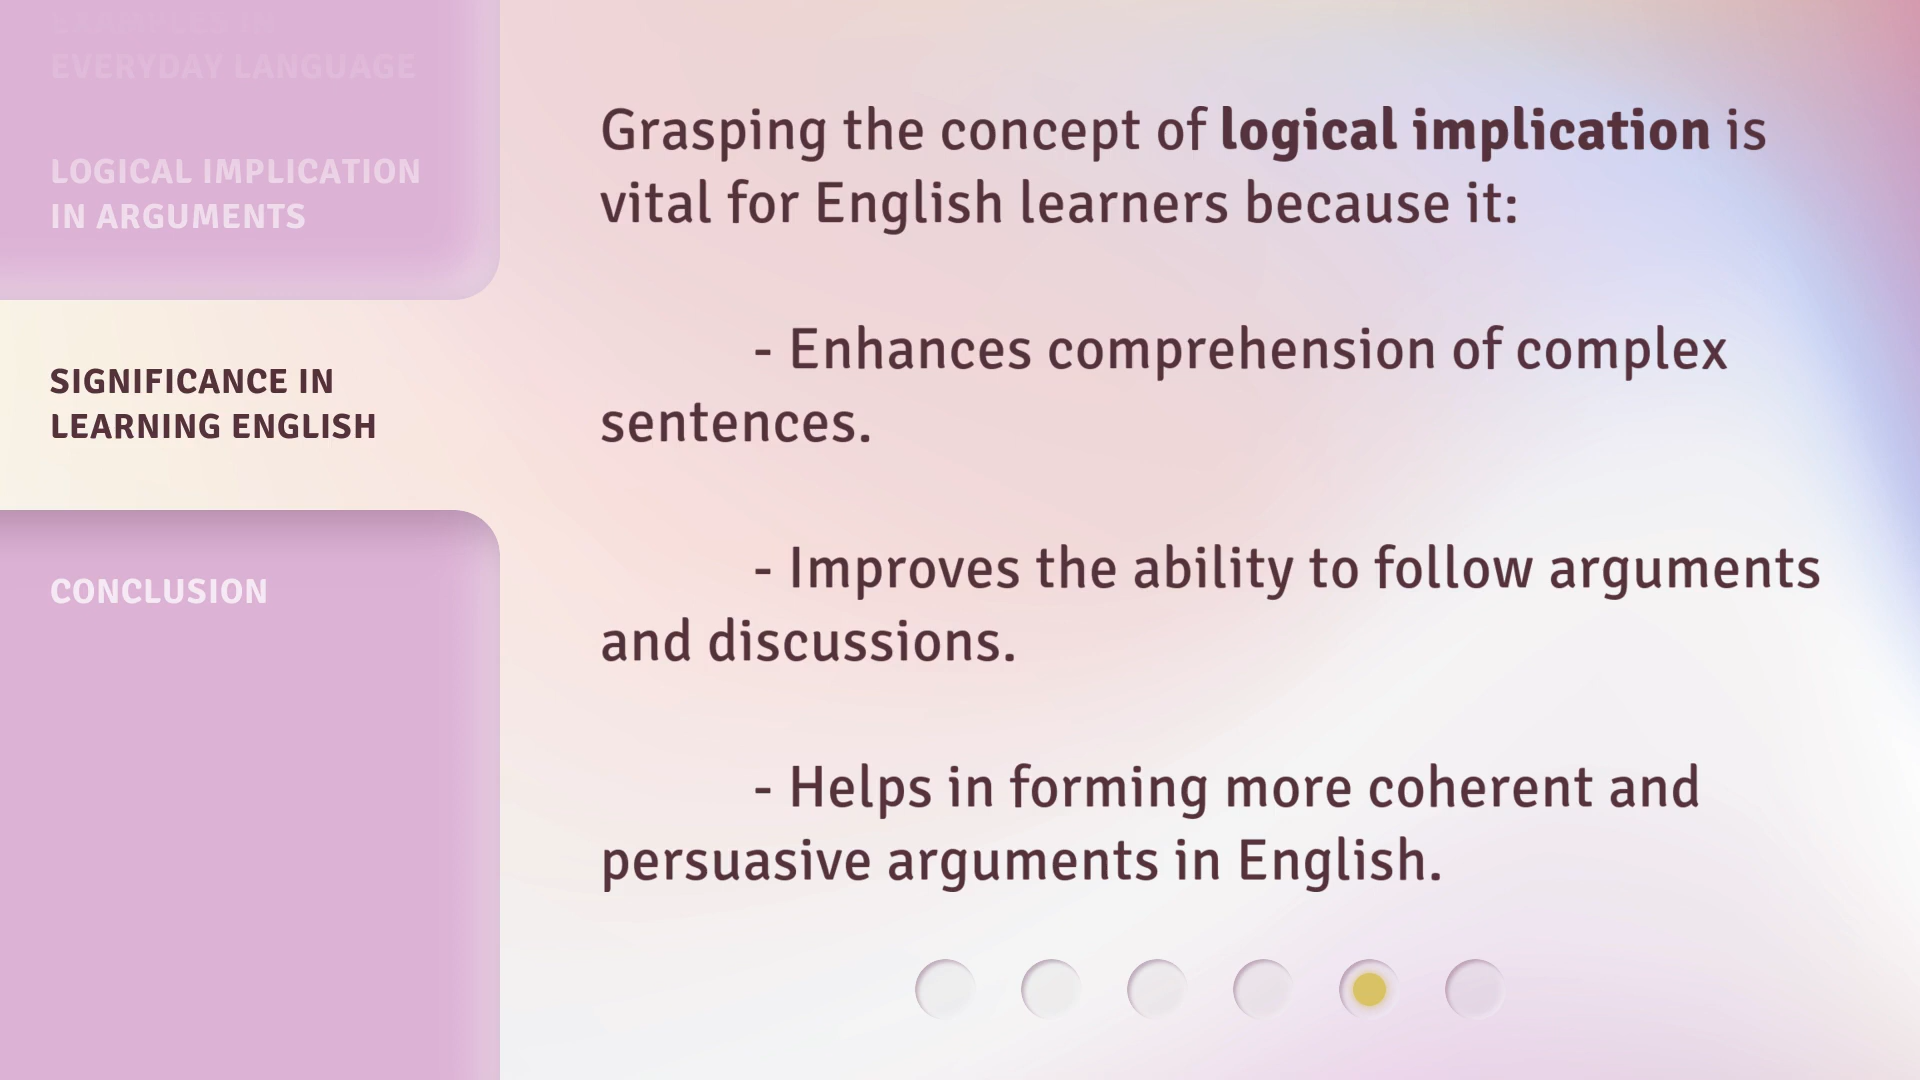 EVERYDAY LANGUAGE
LOGICAL IMPLICATION
IN ARGUMENTS
SIGNIFICANCE IN
LEARNING ENGLISH
CONCLUSION
Grasping the concept of logical implication is
vital for English learners because it:
- Enhances comprehension of complex
sentences.
- Improves the ability to follow arguments
and discussions.
- Helps in forming more coherent and
persuasive arguments in English.